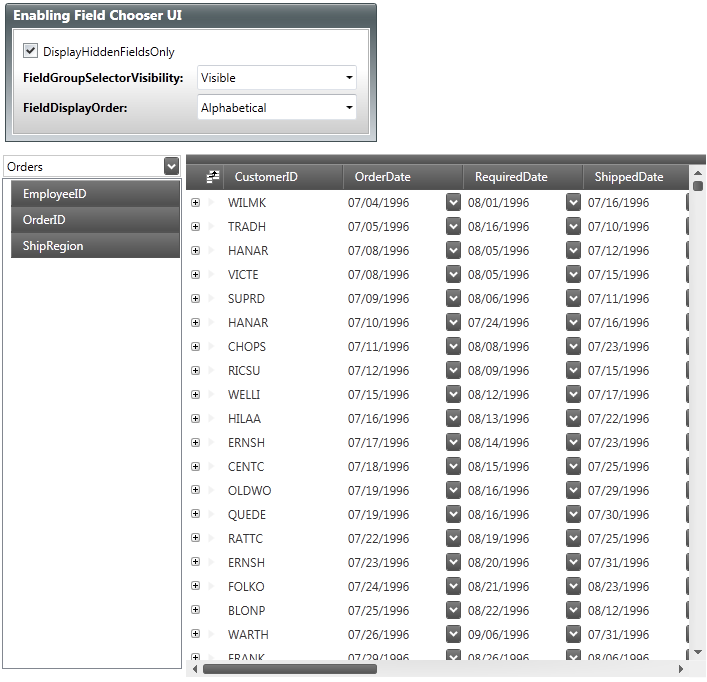 Enabling Field Chooser UI
DisplayHiddenFieldsOnly
FieldGroupSelectorVisibility: Visible
FieldDisplayOrder: Alphabetical
Orders
EmployeeID
OrderID
ShipRegion
CustomerID OrderDate RequiredDate ShippedDate
WILMK 07/04/1996 08/01/1996 07/16/1996
TRADH 07/05/1996 08/16/1996 07/10/1996
HANAR 07/08/1996 08/05/1996 07/12/1996
VICTE 07/08/1996 08/05/1996 07/15/1996
SUPRD 07/09/1996 08/06/1996 07/11/1996
HANAR 07/10/1996 07/24/1996 07/16/1996
CHOPS 07/11/1996 08/08/1996 07/23/1996
RICSU 07/12/1996 08/09/1996 07/15/1996
WELLI 07/15/1996 08/12/1996 07/17/1996
HILAA 07/16/1996 08/13/1996 07/22/1996
ERNSH 07/17/1996 08/14/1996 07/23/1996
CENTC 07/18/1996 08/15/1996 07/25/1996
OLDWO 07/19/1996 08/16/1996 07/29/1996
QUEDE 07/19/1996 08/16/1996 07/30/1996
RATTC 07/22/1996 08/19/1996 07/25/1996
ERNSH 07/23/1996 08/20/1996 07/31/1996
FOLKO 07/24/1996 08/21/1996 08/23/1996
BLONP 07/25/1996 08/22/1996 08/12/1996
WARTH 07/26/1996 09/06/1996 07/31/1996
FRANK 07/29/1996 08/26/1996 08/06/1996